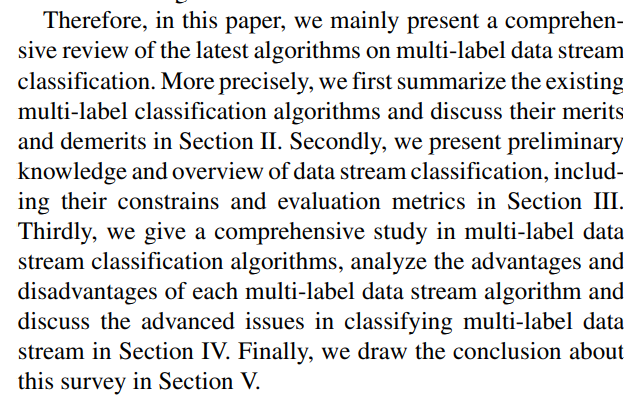 Therefore, in this paper, we mainly present a comprehen-
sive review of the latest algorithms on multi-label data stream
classification. More precisely, we first summarize the existing
multi-label classification algorithms and discuss their merits
and demerits in Section II. Secondly, we present preliminary
knowledge and overview of data stream classification, includ-
ing their constrains and evaluation metrics in Section III.
Thirdly, we give a comprehensive study in multi-label data
stream classification algorithms, analyze the advantages and
disadvantages of each multi-label data stream algorithm and
discuss the advanced issues in classifying multi-label data
stream in Section IV. Finally, we draw the conclusion about
this survey in Section V.